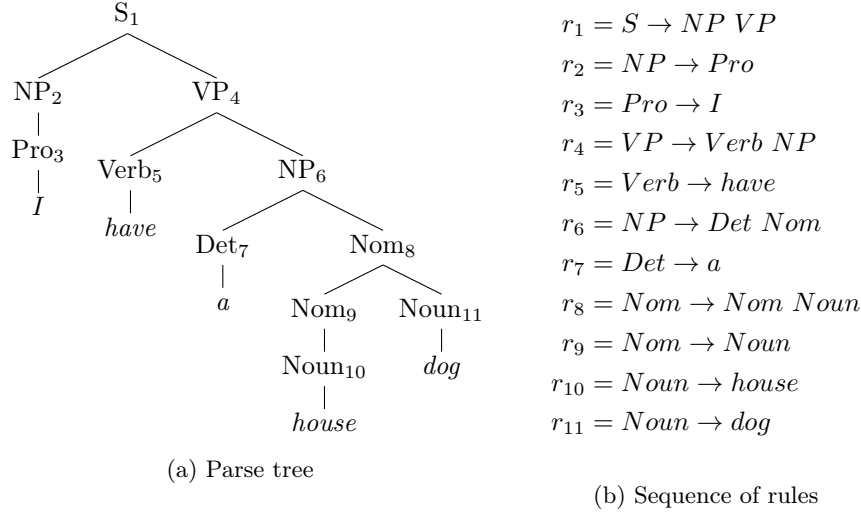 S₁
NP₂ VP₄
Pro₃ Verb₅ NP₆
I have Det₇ Nom₈
a Nom₉ Noun₁₁
Noun₁₀ dog
house
(a) Parse tree
r₁ = S → NP VP
r₂ = NP → Pro
r₃ = Pro → I
r₄ = VP → Verb NP
r₅ = Verb → have
r₆ = NP → Det Nom
r₇ = Det → a
r₈ = Nom → Nom Noun
r₉ = Nom → Noun
r₁₀ = Noun → house
r₁₁ = Noun → dog
(b) Sequence of rules